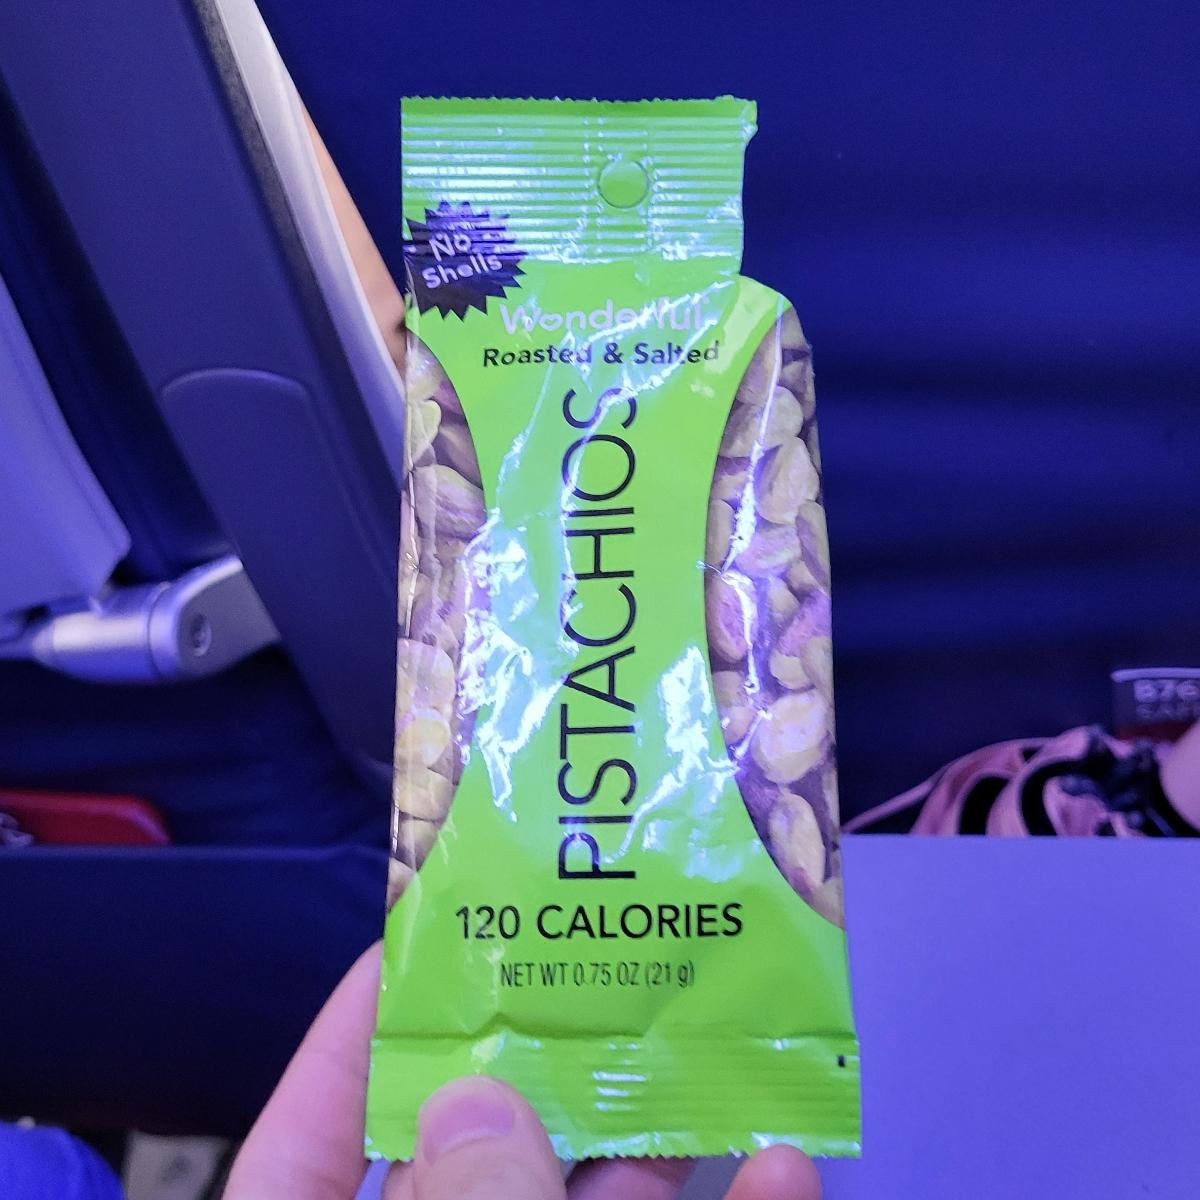 No
Shells
Wonderful
Roasted & Salted
PISTACHIOS
120 CALORIES
NET WT 0.75 OZ (21 g)